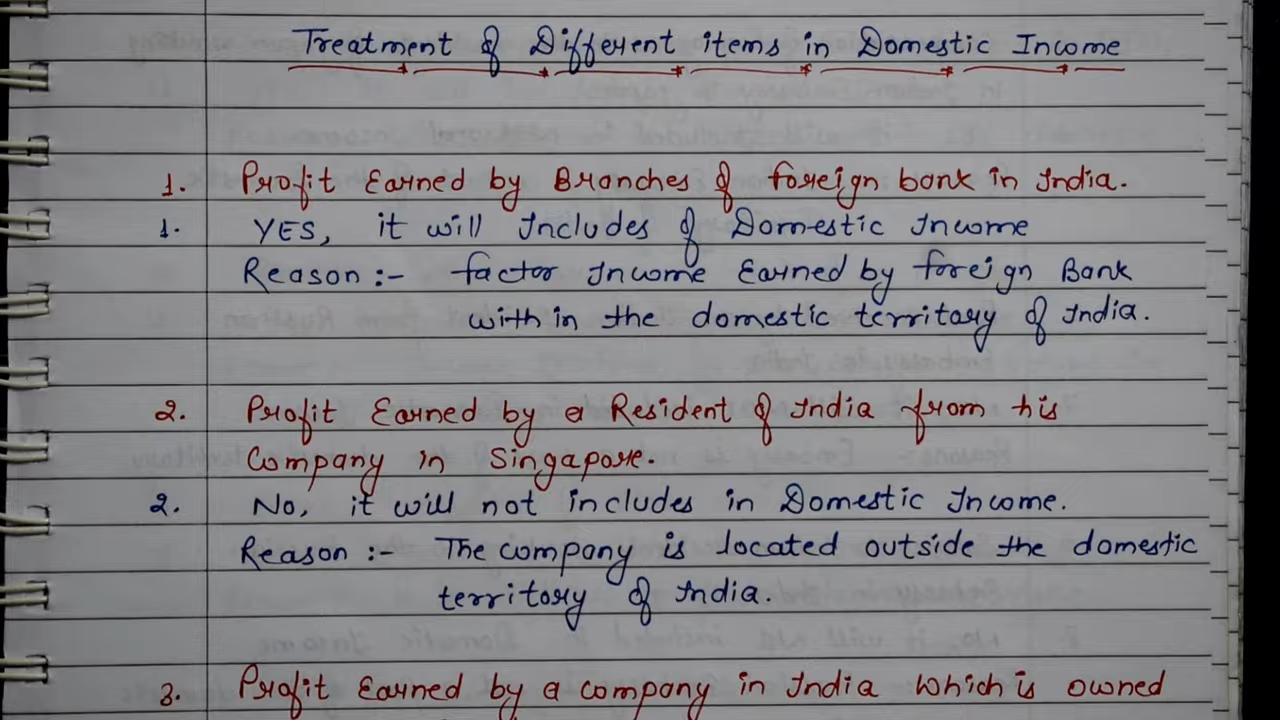 Treatment of Different items in Domestic Income
1. Profit Earned by Branches of foreign bank in India.
1. YES, it will Includes of Domestic Income
Reason :- factor Income Earned by foreign Bank
within the domestic territory of India.
2. Profit Earned by a Resident of India from his
Company in Singapore.
2. No, it will not includes in Domestic Income.
Reason :- The company is located outside the domestic
territory of India.
3. Profit Earned by a company in India which is owned